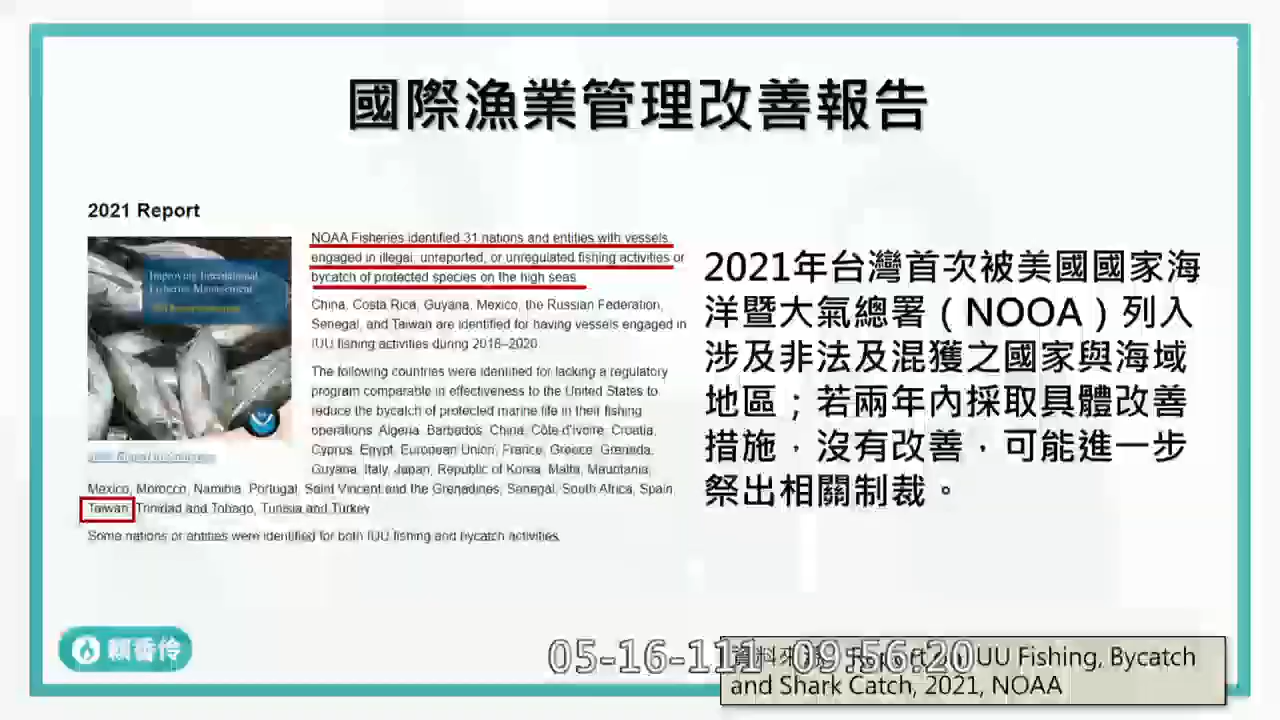 國際漁業管理改善報告
2021 Report
Improving International
Fisheries Management
NOAA Fisheries identified 31 nations and entities with vessels
engaged in illegal, unreported, or unregulated fishing activities or
bycatch of protected species on the high seas.
China, Costa Rica, Guyana, Mexico, the Russian Federation,
Senegal, and Taiwan are identified for having vessels engaged in
IUU fishing activities during 2018–2020.
The following countries were identified for lacking a regulatory
program comparable in effectiveness to the United States to
reduce the bycatch of protected marine life in their fishing
operations: Algeria, Barbados, China, Côte d'Ivoire, Croatia,
Cyprus, Egypt, European Union, France, Greece, Grenada,
Guyana, Italy, Japan, Republic of Korea, Malta, Mauritania,
Mexico, Morocco, Namibia, Portugal, Saint Vincent and the Grenadines, Senegal, South Africa, Spain,
Taiwan, Trinidad and Tobago, Tunisia and Turkey
Some nations or entities were identified for both IUU fishing and bycatch activities.
2021年台灣首次被美國國家海
洋暨大氣總署（NOOA）列入
涉及非法及混獲之國家與海域
地區；若兩年內採取具體改善
措施，沒有改善，可能進一步
祭出相關制裁。
賴香伶
05-16-111 09:56:20
資料來源：Report on IUU Fishing, Bycatch
and Shark Catch, 2021, NOAA